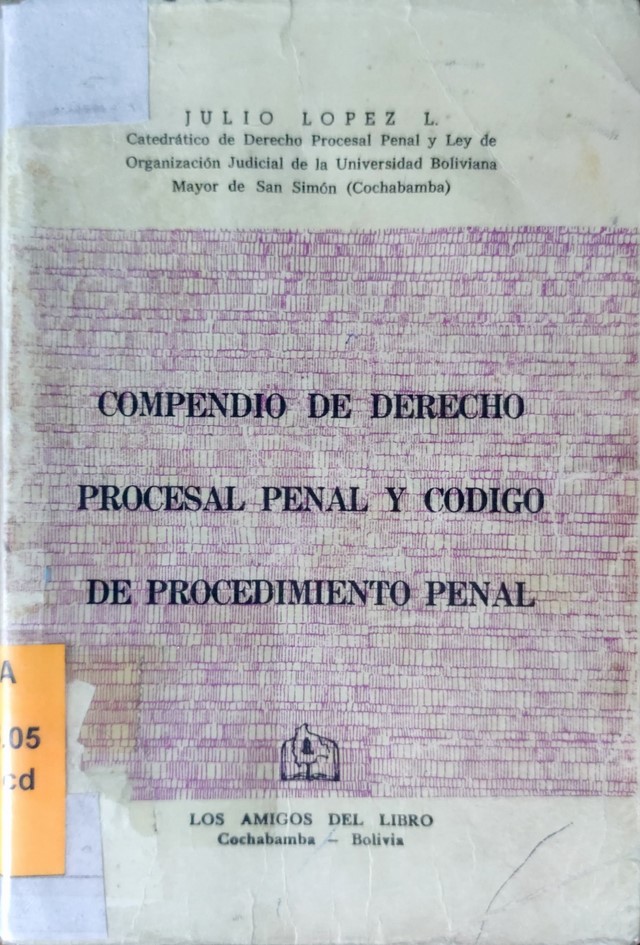 JULIO LOPEZ L.
Catedrático de Derecho Procesal Penal y Ley de
Organización Judicial de la Universidad Boliviana
Mayor de San Simón (Cochabamba)
COMPENDIO DE DERECHO
PROCESAL PENAL Y CODIGO
DE PROCEDIMIENTO PENAL
A
.05
cd
LOS AMIGOS DEL LIBRO
Cochabamba — Bolivia